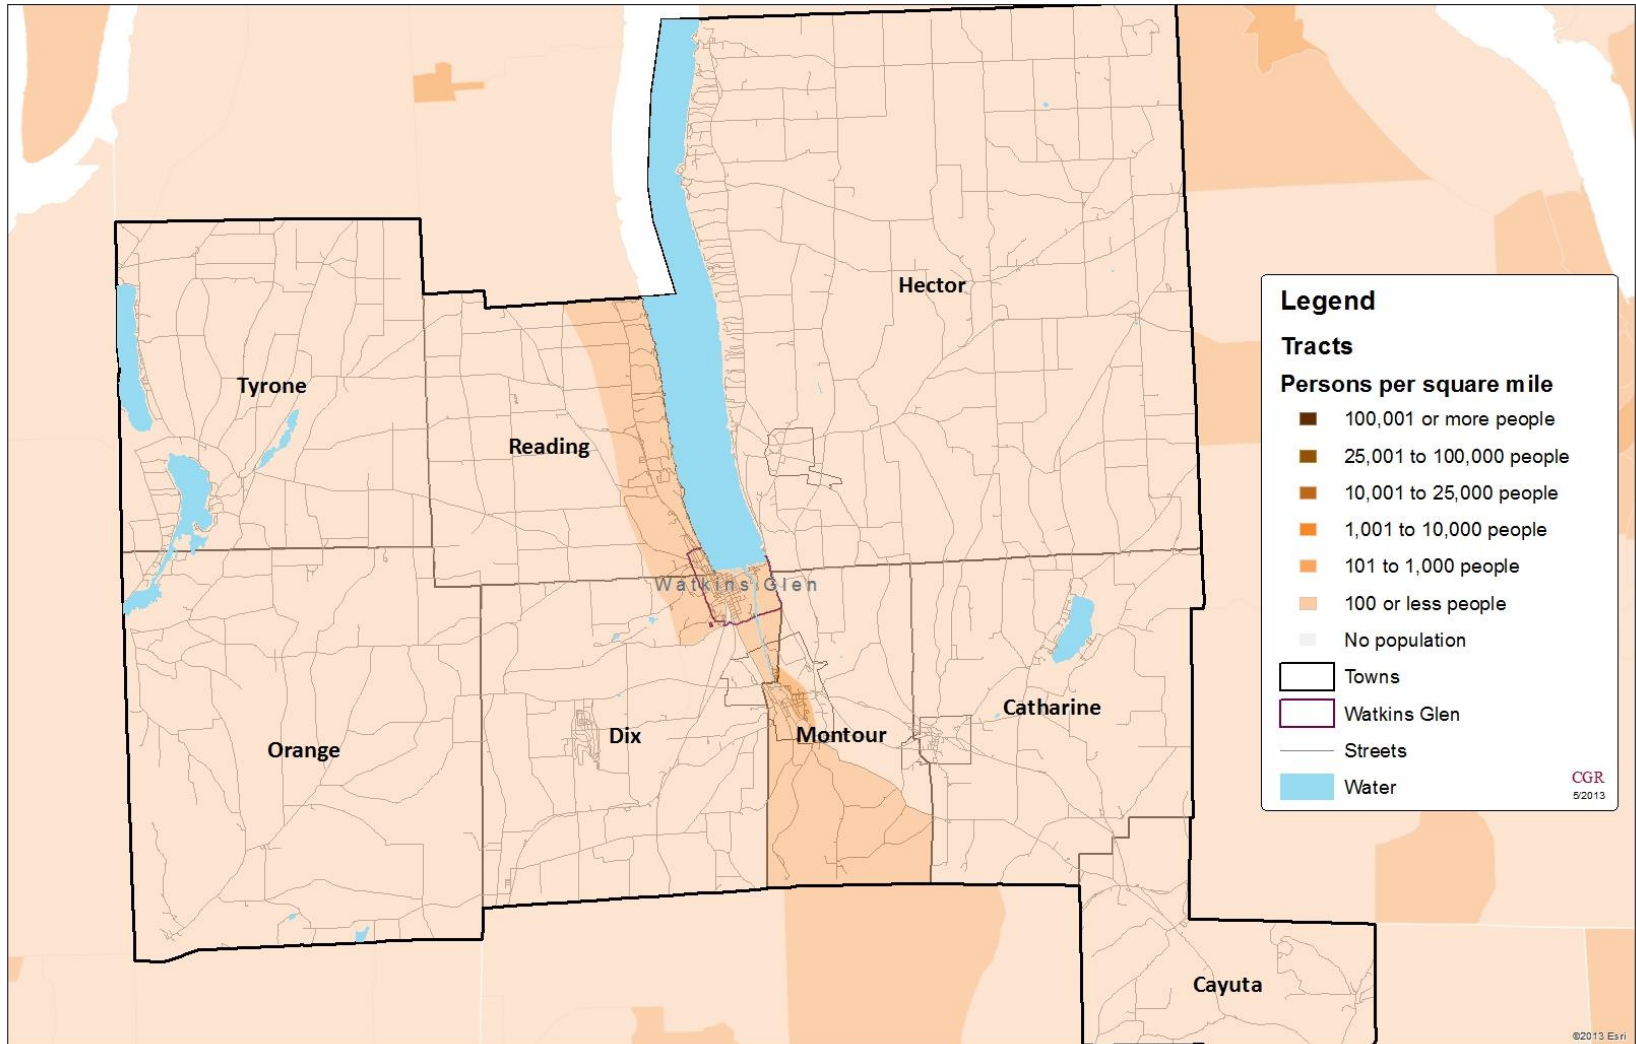 Hector
Tyrone
Reading
Watkins Glen
Catharine
Orange
Dix
Montour
Cayuta
Legend
Tracts
Persons per square mile
100,001 or more people
25,001 to 100,000 people
10,001 to 25,000 people
1,001 to 10,000 people
101 to 1,000 people
100 or less people
No population
Towns
Watkins Glen
Streets
Water
CGR
5/2013
©2013 Esri